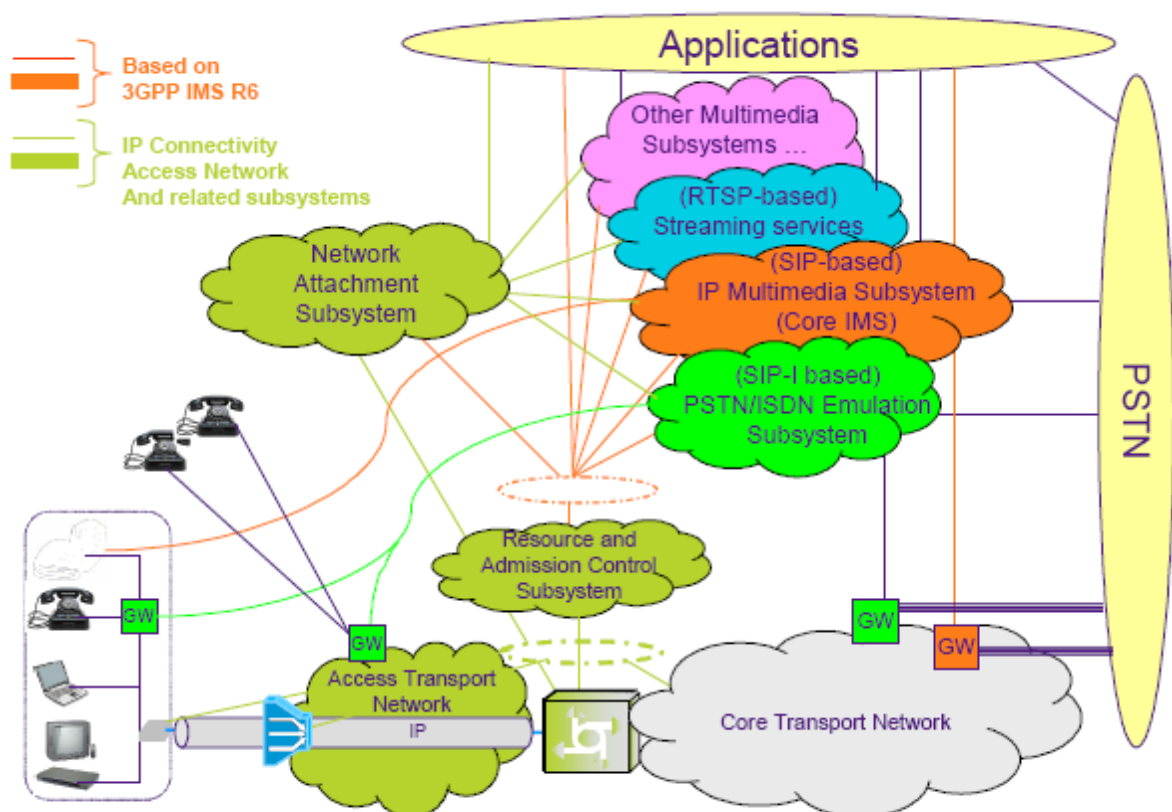 Applications
Based on
3GPP IMS R6
IP Connectivity
Access Network
And related subsystems
Other Multimedia
Subsystems ...
(RTSP-based)
Streaming services
Network
Attachment
Subsystem
(SIP-based)
IP Multimedia Subsystem
(Core IMS)
(SIP-I based)
PSTN/ISDN Emulation
Subsystem
PSTN
Resource and
Admission Control
Subsystem
GW
GW
GW
GW
Access Transport
Network
IP
Core Transport Network